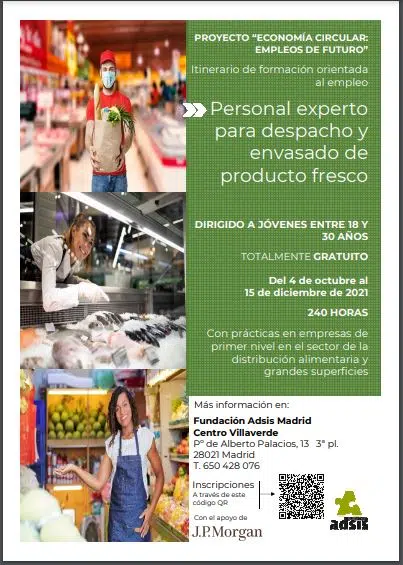 PROYECTO “ECONOMÍA CIRCULAR:
EMPLEOS DE FUTURO”
Itinerario de formación orientada
al empleo
Personal experto
para despacho y
envasado de
producto fresco
DIRIGIDO A JÓVENES ENTRE 18 Y
30 AÑOS
TOTALMENTE GRATUITO
Del 4 de octubre al
15 de diciembre de 2021
240 HORAS
Con prácticas en empresas de
primer nivel en el sector de la
distribución alimentaria y
grandes superficies
Más información en:
Fundación Adsis Madrid
Centro Villaverde
Pº de Alberto Palacios, 13 3ª pl.
28021 Madrid
T. 650 428 076
Inscripciones
A través de este
código QR
Con el apoyo de
J.P.Morgan
adsis